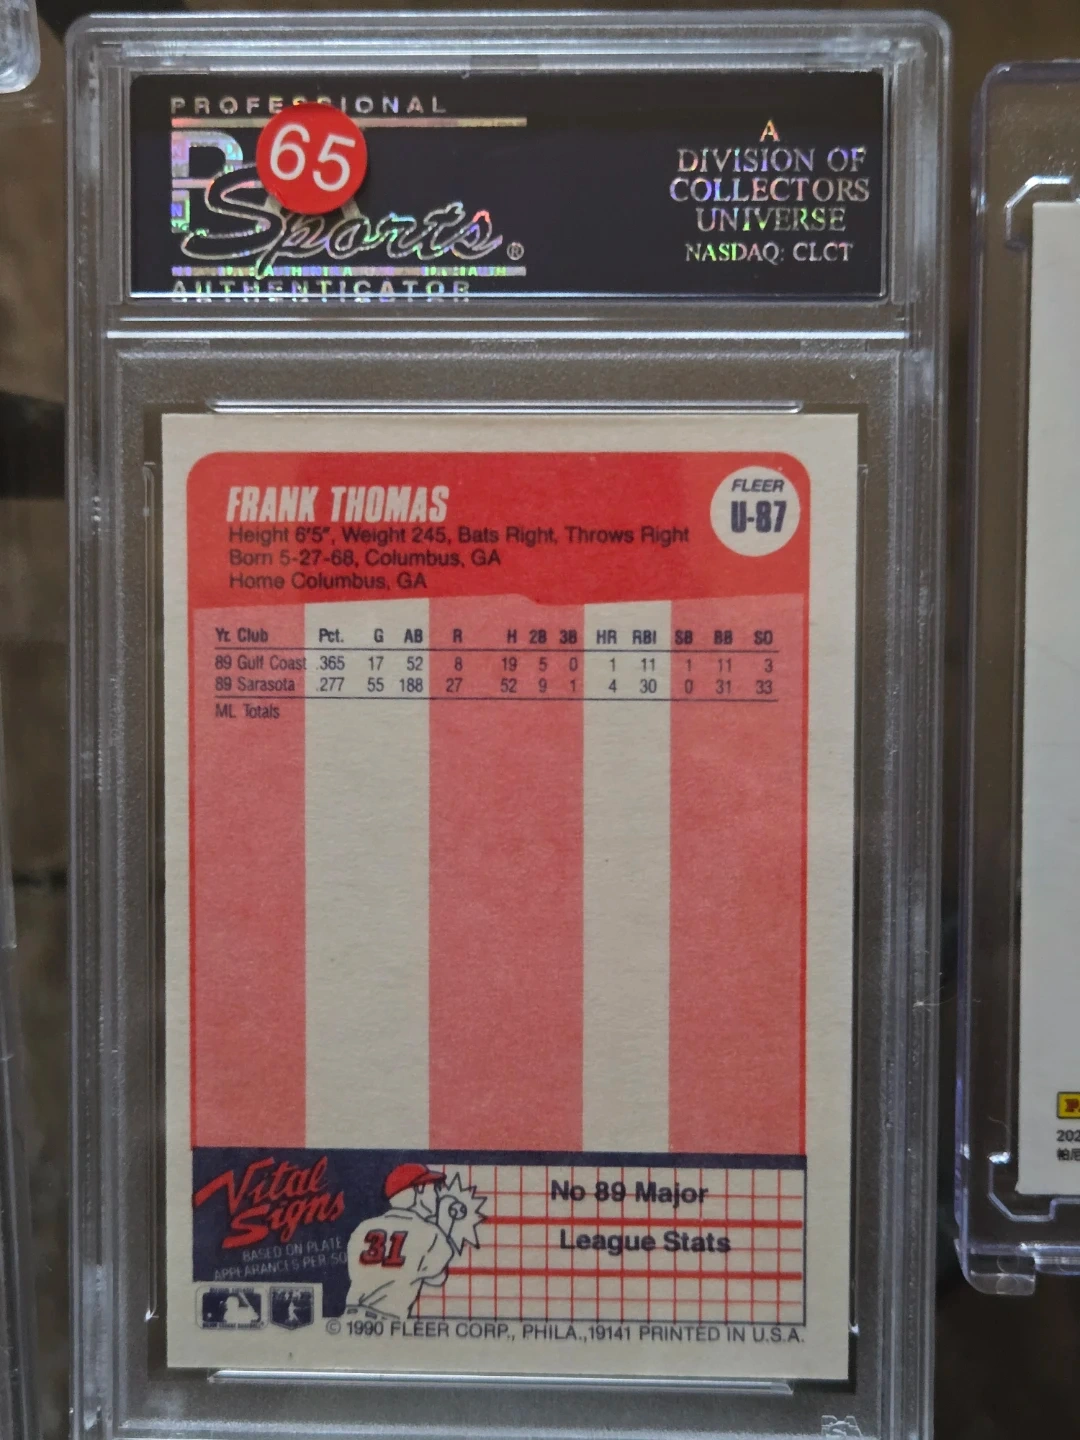 PROFESSIONAL
65
Sports®
AUTHENTICATOR
A
DIVISION OF
COLLECTORS
UNIVERSE
NASDAQ: CLCT
FRANK THOMAS
Height 6'5", Weight 245, Bats Right, Throws Right
Born 5-27-68, Columbus, GA
Home Columbus, GA
FLEER
U-87
Yr. Club Pct. G AB R H 2B 3B HR RBI SB BB SO
89 Gulf Coast .365 17 52 8 19 5 0 1 11 1 11 3
89 Sarasota .277 55 188 27 52 9 1 4 30 0 31 33
ML Totals
Vital
Signs
BASED ON PLATE
APPEARANCES PER SO
31
No 89 Major
League Stats
© 1990 FLEER CORP., PHILA.,19141 PRINTED IN U.S.A.
PSA
202